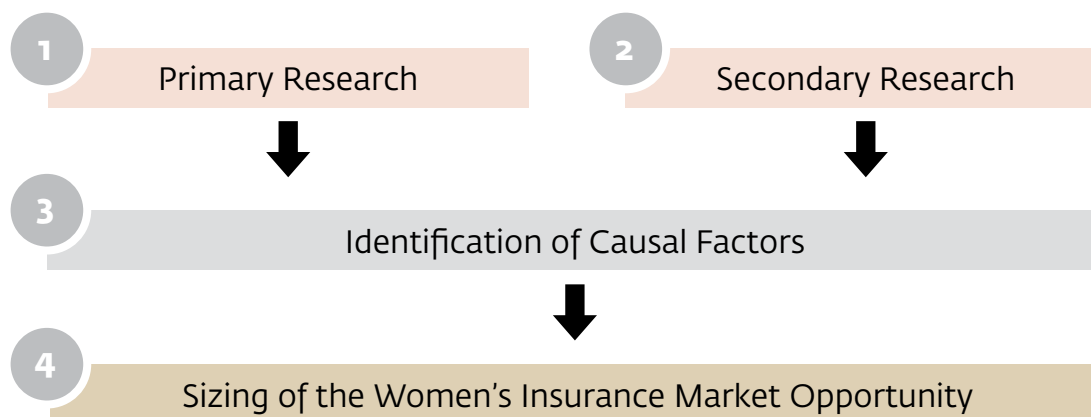 1
Primary Research
2
Secondary Research
3
Identification of Causal Factors
4
Sizing of the Women’s Insurance Market Opportunity